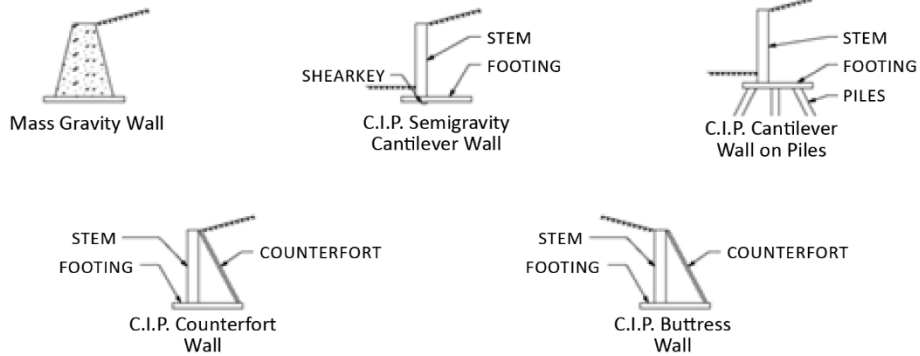 STEM
SHEARKEY
FOOTING
Mass Gravity Wall
C.I.P. Semigravity
Cantilever Wall
STEM
FOOTING
PILES
C.I.P. Cantilever
Wall on Piles
STEM
FOOTING
COUNTERFORT
C.I.P. Counterfort
Wall
STEM
FOOTING
COUNTERFORT
C.I.P. Buttress
Wall